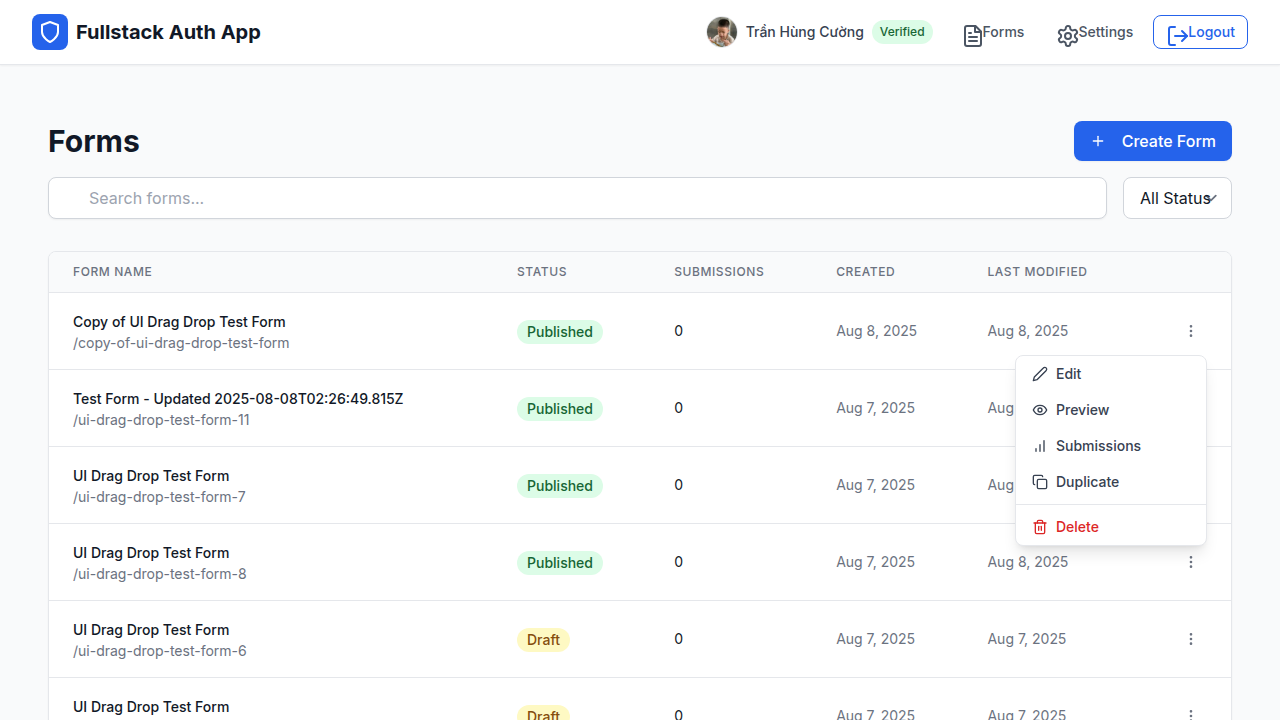 Fullstack Auth App
Trần Hùng Cường Verified Forms Settings Logout
Forms
Create Form
Search forms...
All Status
FORM NAME STATUS SUBMISSIONS CREATED LAST MODIFIED
Copy of UI Drag Drop Test Form
/copy-of-ui-drag-drop-test-form
Published 0 Aug 8, 2025 Aug 8, 2025
Edit
Preview
Submissions
Duplicate
Delete
Test Form - Updated 2025-08-08T02:26:49.815Z
/ui-drag-drop-test-form-11
Published 0 Aug 7, 2025 Aug
UI Drag Drop Test Form
/ui-drag-drop-test-form-7
Published 0 Aug 7, 2025 Aug
UI Drag Drop Test Form
/ui-drag-drop-test-form-8
Published 0 Aug 7, 2025 Aug 8, 2025
UI Drag Drop Test Form
/ui-drag-drop-test-form-6
Draft 0 Aug 7, 2025 Aug 7, 2025
UI Drag Drop Test Form
Draft 0 Aug 7, 2025 Aug 7, 2025